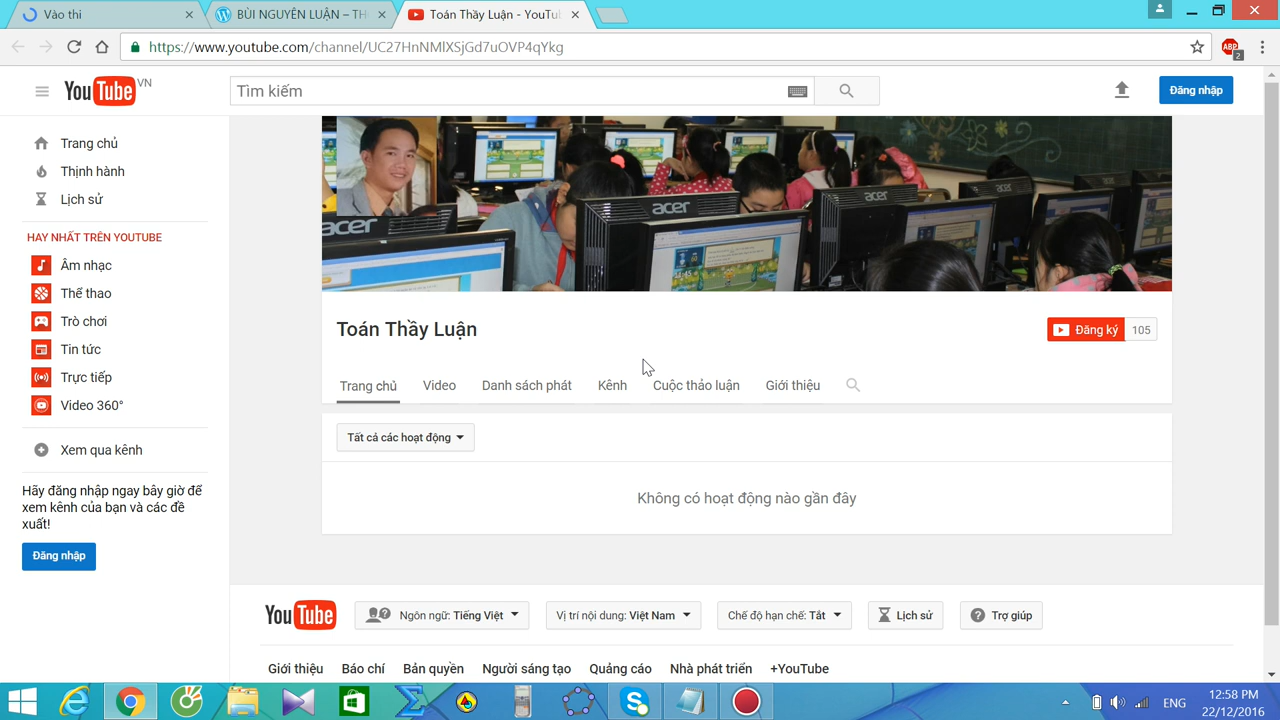 Vào thi
BÙI NGUYÊN LUẬN – TH
Toán Thầy Luận - YouTu
https://www.youtube.com/channel/UC27HnNMlXSjGd7uOVP4qYkg
ABP
2
YouTube VN
Tìm kiếm
Đăng nhập
Trang chủ
Thịnh hành
Lịch sử
HAY NHẤT TRÊN YOUTUBE
Âm nhạc
Thể thao
Trò chơi
Tin tức
Trực tiếp
Video 360°
Xem qua kênh
Hãy đăng nhập ngay bây giờ để
xem kênh của bạn và các đề
xuất!
Đăng nhập
acer
acer
acer
acer
Toán Thầy Luận
Đăng ký 105
Trang chủ Video Danh sách phát Kênh Cuộc thảo luận Giới thiệu
Tất cả các hoạt động
Không có hoạt động nào gần đây
YouTube Ngôn ngữ: Tiếng Việt Vị trí nội dung: Việt Nam Chế độ hạn chế: Tắt Lịch sử Trợ giúp
Giới thiệu Báo chí Bản quyền Người sáng tạo Quảng cáo Nhà phát triển +YouTube
ENG
12:58 PM
22/12/2016